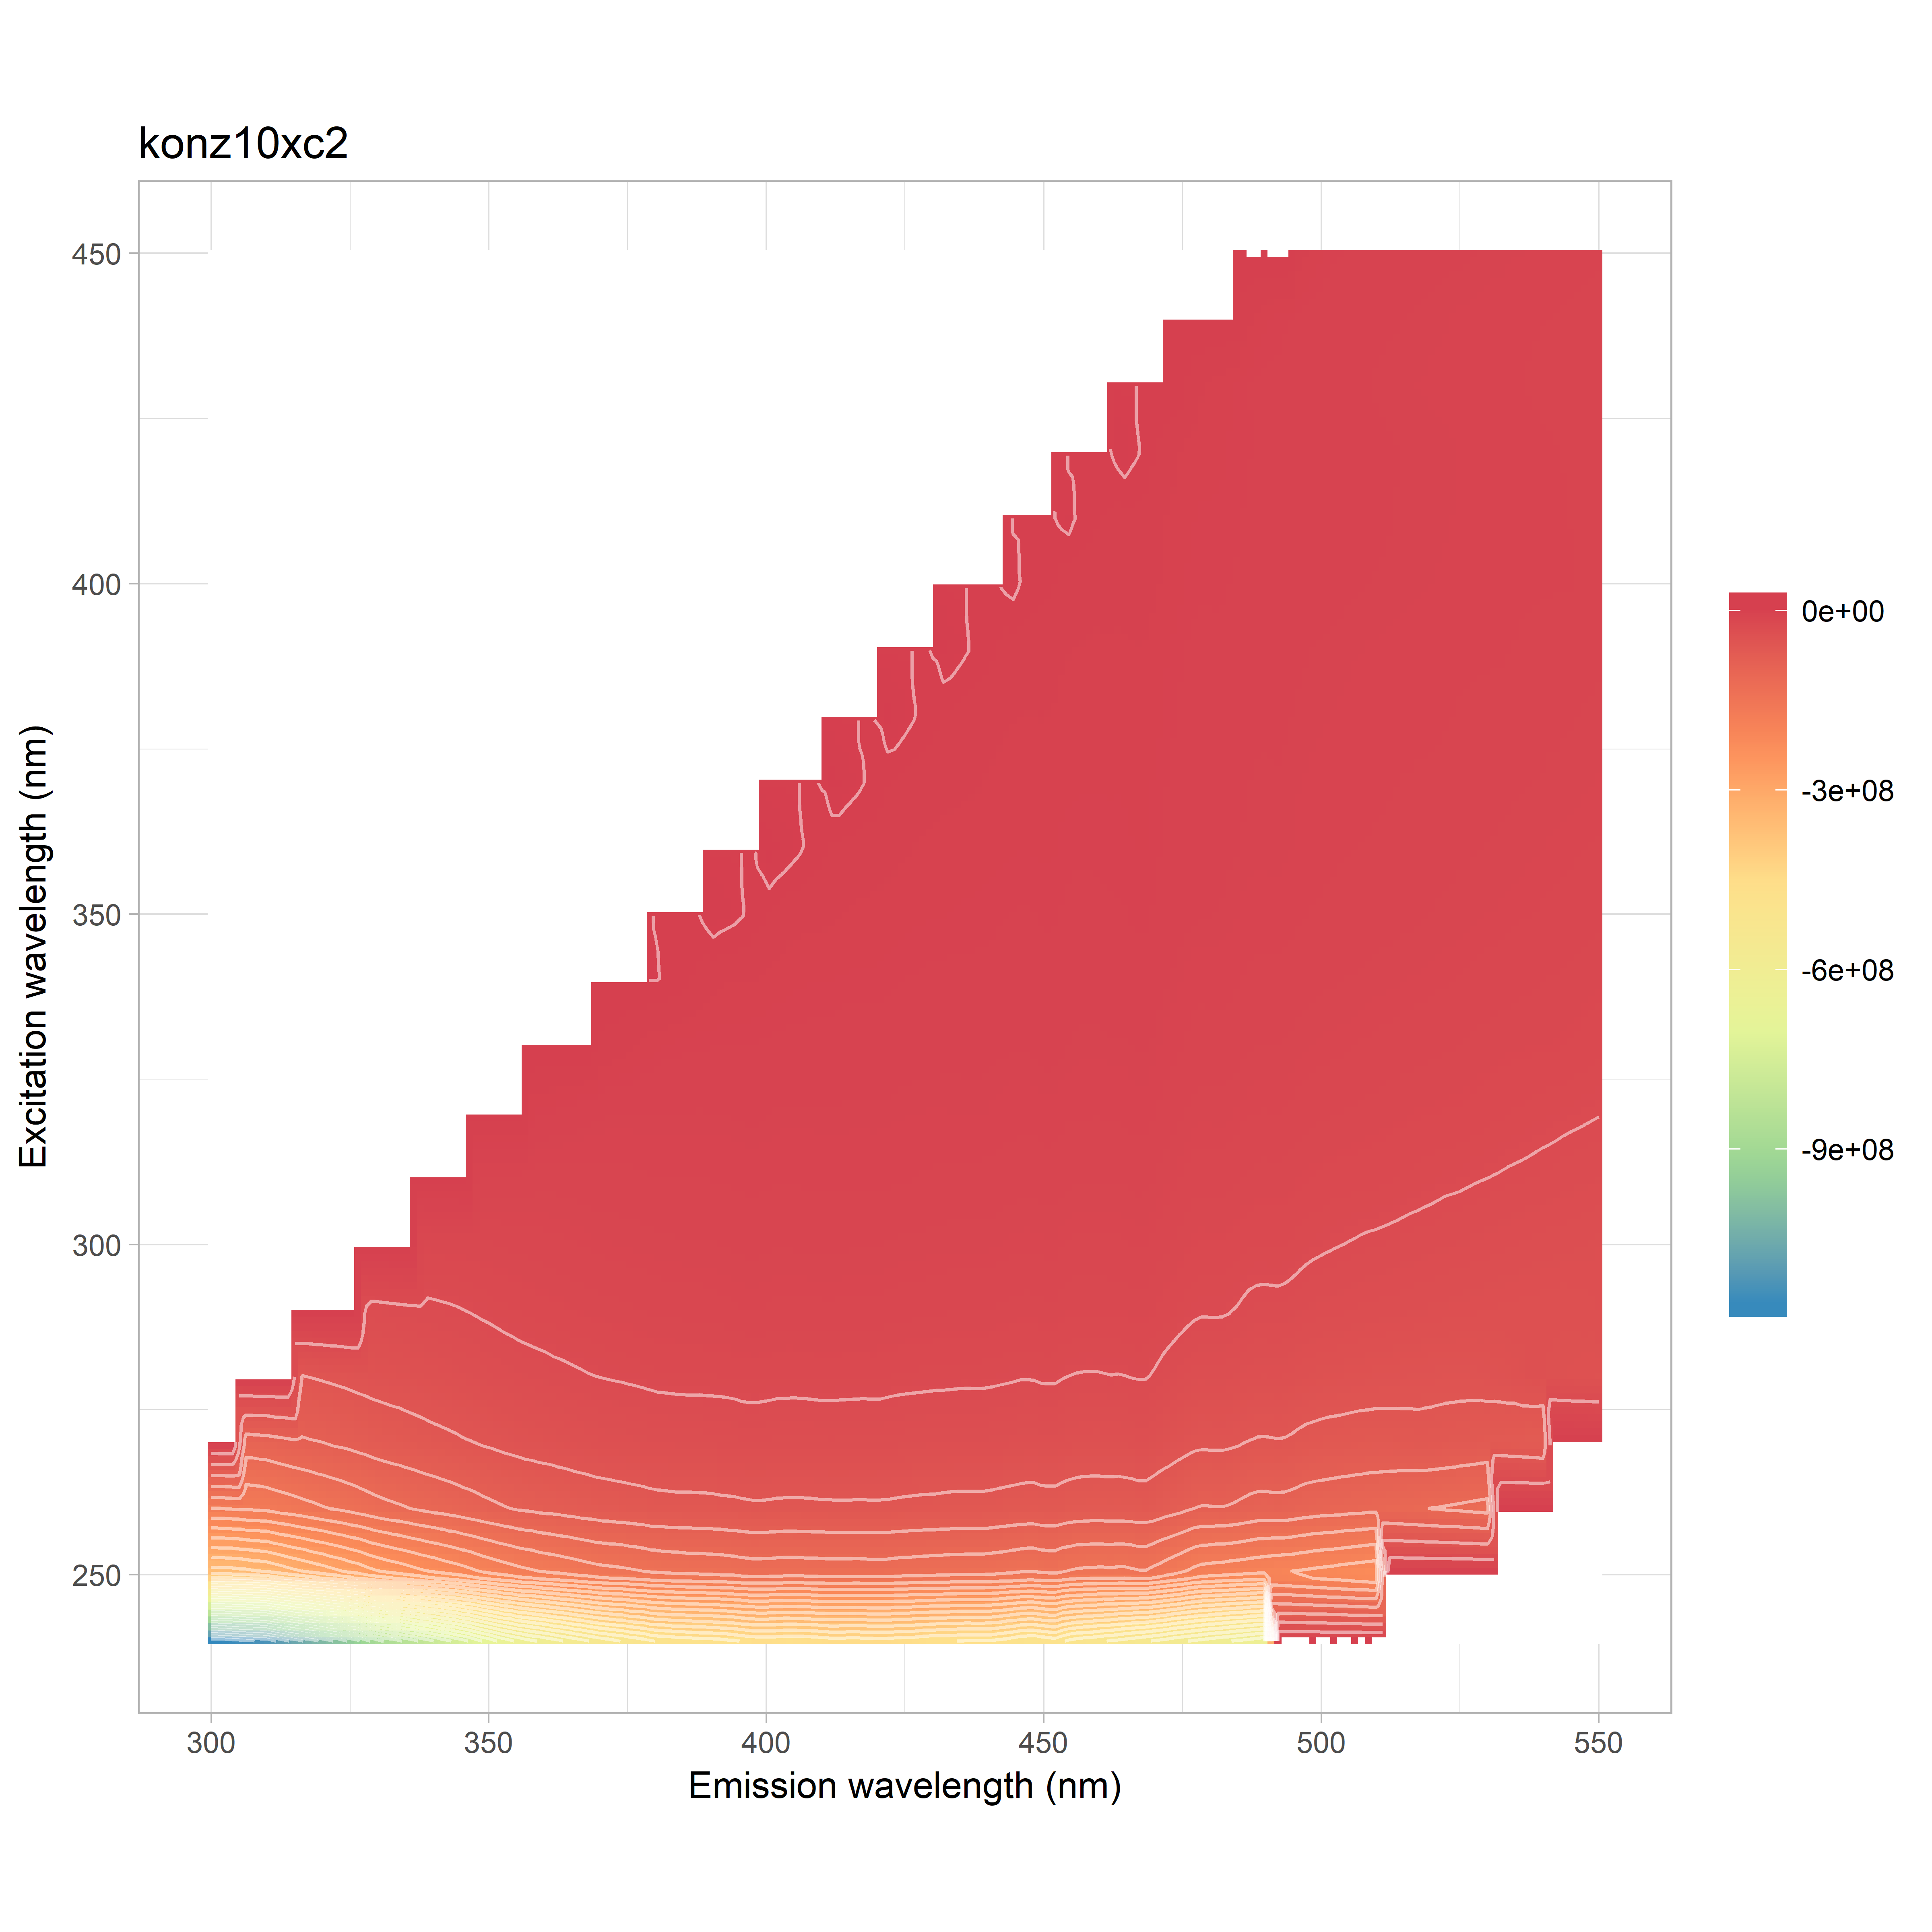 konz10xc2
450
400
350
300
250
Excitation wavelength (nm)
300 350 400 450 500 550
Emission wavelength (nm)
0e+00
-3e+08
-6e+08
-9e+08